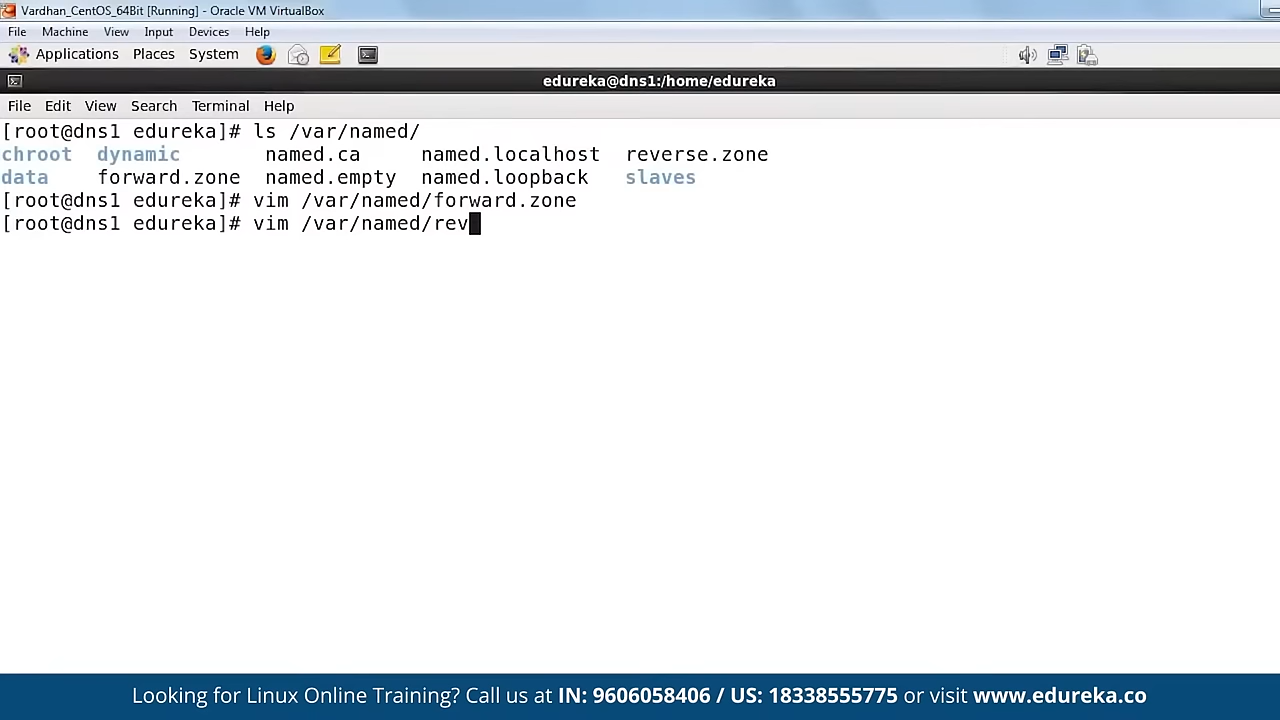 Vardhan_CentOS_64Bit [Running] - Oracle VM VirtualBox
File Machine View Input Devices Help
Applications Places System
edureka@dns1:/home/edureka
File Edit View Search Terminal Help
[root@dns1 edureka]# ls /var/named/
chroot dynamic named.ca named.localhost reverse.zone
data forward.zone named.empty named.loopback slaves
[root@dns1 edureka]# vim /var/named/forward.zone
[root@dns1 edureka]# vim /var/named/rev
Looking for Linux Online Training? Call us at IN: 9606058406 / US: 18338555775 or visit www.edureka.co